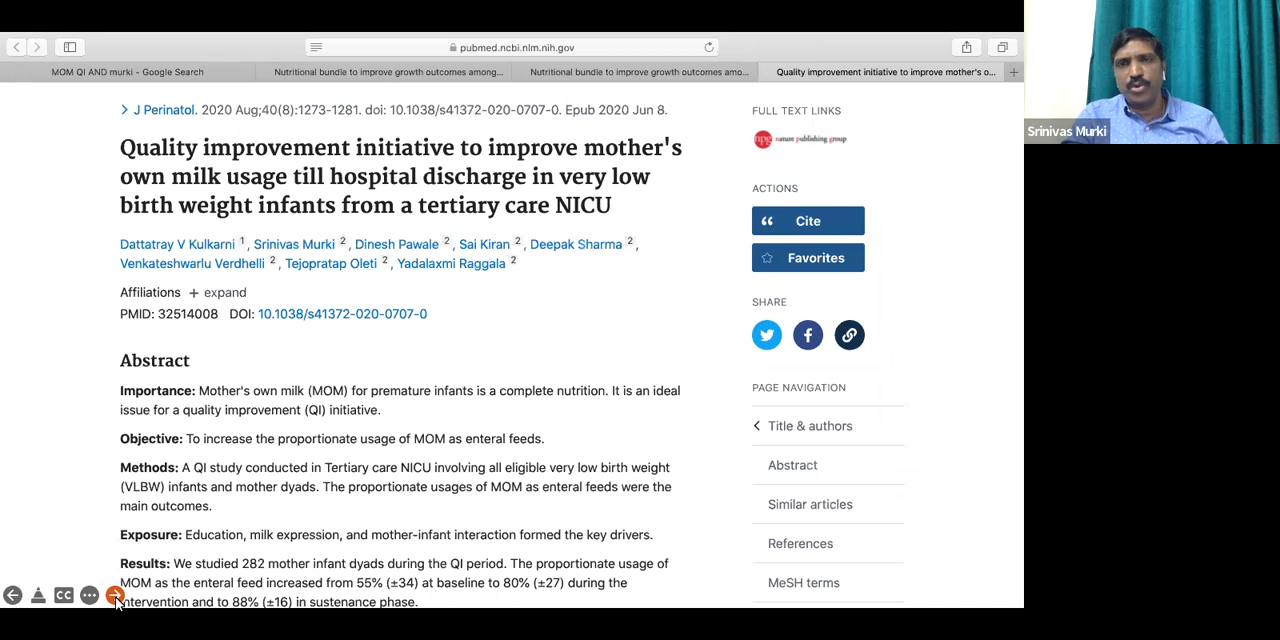 pubmed.ncbi.nlm.nih.gov
MOM QI AND murki - Google Search
Nutritional bundle to improve growth outcomes among...
Nutritional bundle to improve growth outcomes amo...
Quality improvement initiative to improve mother's o...
J Perinatol. 2020 Aug;40(8):1273-1281. doi: 10.1038/s41372-020-0707-0. Epub 2020 Jun 8.
Quality improvement initiative to improve mother's
own milk usage till hospital discharge in very low
birth weight infants from a tertiary care NICU
Dattatray V Kulkarni 1, Srinivas Murki 2, Dinesh Pawale 2, Sai Kiran 2, Deepak Sharma 2,
Venkateshwarlu Verdhelli 2, Tejopratap Oleti 2, Yadalaxmi Raggala 2
Affiliations + expand
PMID: 32514008 DOI: 10.1038/s41372-020-0707-0
Abstract
Importance: Mother's own milk (MOM) for premature infants is a complete nutrition. It is an ideal
issue for a quality improvement (QI) initiative.
Objective: To increase the proportionate usage of MOM as enteral feeds.
Methods: A QI study conducted in Tertiary care NICU involving all eligible very low birth weight
(VLBW) infants and mother dyads. The proportionate usages of MOM as enteral feeds were the
main outcomes.
Exposure: Education, milk expression, and mother-infant interaction formed the key drivers.
Results: We studied 282 mother infant dyads during the QI period. The proportionate usage of
MOM as the enteral feed increased from 55% (±34) at baseline to 80% (±27) during the
intervention and to 88% (±16) in sustenance phase.
FULL TEXT LINKS
npg nature publishing group
ACTIONS
Cite
Favorites
SHARE
PAGE NAVIGATION
Title & authors
Abstract
Similar articles
References
MeSH terms
CC
Srinivas Murki